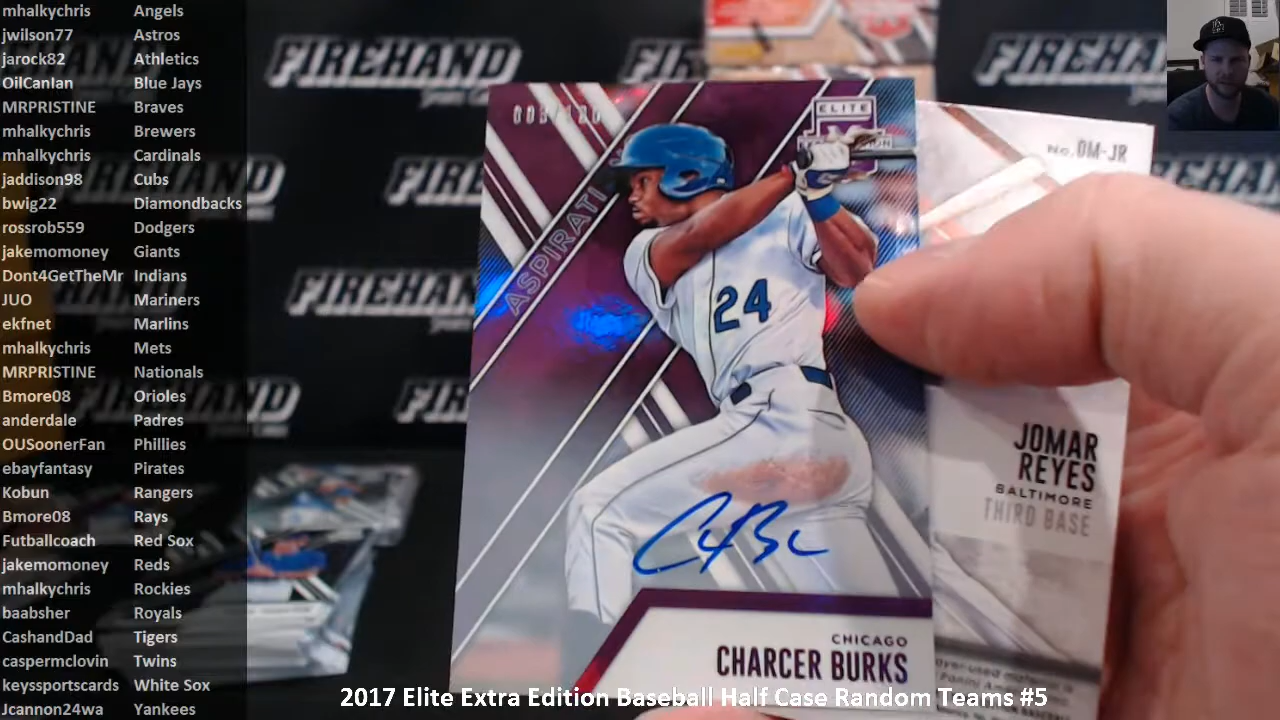 mhalkychris Angels
jwilson77 Astros
jarock82 Athletics
OilCanIan Blue Jays
MRPRISTINE Braves
mhalkychris Brewers
mhalkychris Cardinals
jaddison98 Cubs
bwig22 Diamondbacks
rossrob559 Dodgers
jakemomoney Giants
Dont4GetTheMr Indians
JUO Mariners
ekfnet Marlins
mhalkychris Mets
MRPRISTINE Nationals
Bmore08 Orioles
anderdale Padres
OUSoonerFan Phillies
ebayfantasy Pirates
Kobun Rangers
Bmore08 Rays
Futballcoach Red Sox
jakemomoney Reds
mhalkychris Rockies
baabsher Royals
CashandDad Tigers
caspermclovin Twins
keyssportscards White Sox
Jcannon24wa Yankees
FIREHAND
FIREHAND
FIREHAND
ELITE
ASPIRATI
24
CHICAGO
CHARCER BURKS
No. DM-JR
JOMAR
REYES
BALTIMORE
THIRD BASE
2017 Elite Extra Edition Baseball Half Case Random Teams #5